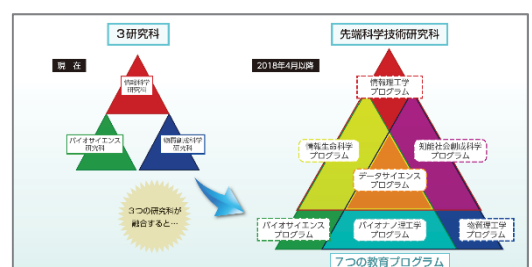 3研究科
現 在
情報科学
研究科
バイオサイエンス
研究科
物質創成科学
研究科
3つの研究科が
融合すると…
先端科学技術研究科
2018年4月以降
情報理工学
プログラム
情報生命科学
プログラム
知能社会創成科学
プログラム
データサイエンス
プログラム
バイオサイエンス
プログラム
バイオナノ理工学
プログラム
物質理工学
プログラム
7つの教育プログラム